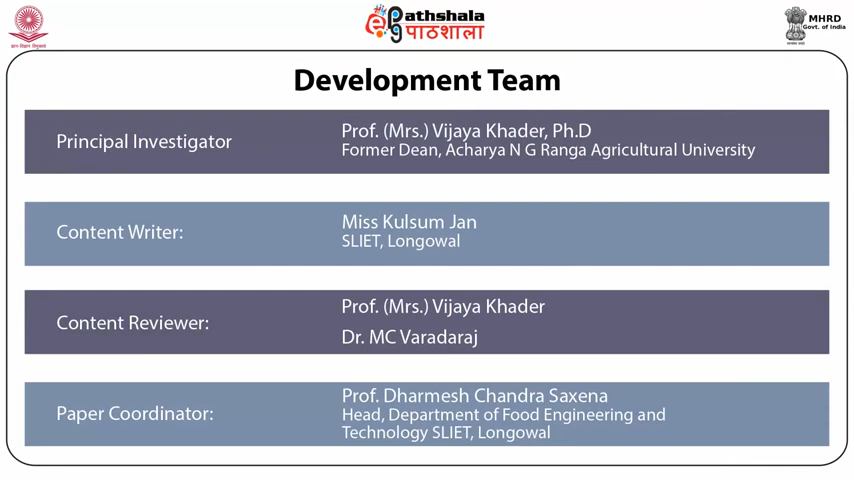 Pathshala
पाठशाला
MHRD
Govt. of India
Development Team
Principal Investigator
Prof. (Mrs.) Vijaya Khader, Ph.D
Former Dean, Acharya N G Ranga Agricultural University
Content Writer:
Miss Kulsum Jan
SLIET, Longowal
Content Reviewer:
Prof. (Mrs.) Vijaya Khader
Dr. MC Varadaraj
Paper Coordinator:
Prof. Dharmesh Chandra Saxena
Head, Department of Food Engineering and
Technology SLIET, Longowal